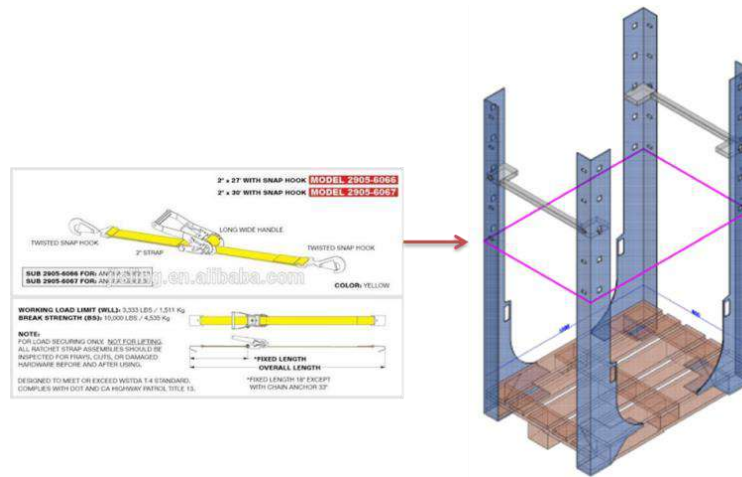 2" x 27' WITH SNAP HOOK MODEL 2905-6066
2" x 30' WITH SNAP HOOK MODEL 2905-6067
LONG WIDE HANDLE
TWISTED SNAP HOOK
2" STRAP
TWISTED SNAP HOOK
SUB 2905-6066 FOR:
SUB 2905-6067 FOR:
en.alibaba.com
COLOR: YELLOW
WORKING LOAD LIMIT (WLL): 3,333 LBS / 1,511 Kg
BREAK STRENGTH (BS): 10,000 LBS / 4,535 Kg
NOTE:
FOR LOAD SECURING ONLY. NOT FOR LIFTING.
ALL RATCHET STRAP ASSEMBLIES SHOULD BE
INSPECTED FOR FRAYS, CUTS, OR DAMAGED
HARDWARE BEFORE AND AFTER USING.
DESIGNED TO MEET OR EXCEED WSTDA T-4 STANDARD.
COMPLIES WITH DOT AND CA HIGHWAY PATROL TITLE 13.
*FIXED LENGTH
OVERALL LENGTH
*FIXED LENGTH 18" EXCEPT
WITH CHAIN ANCHOR 33"